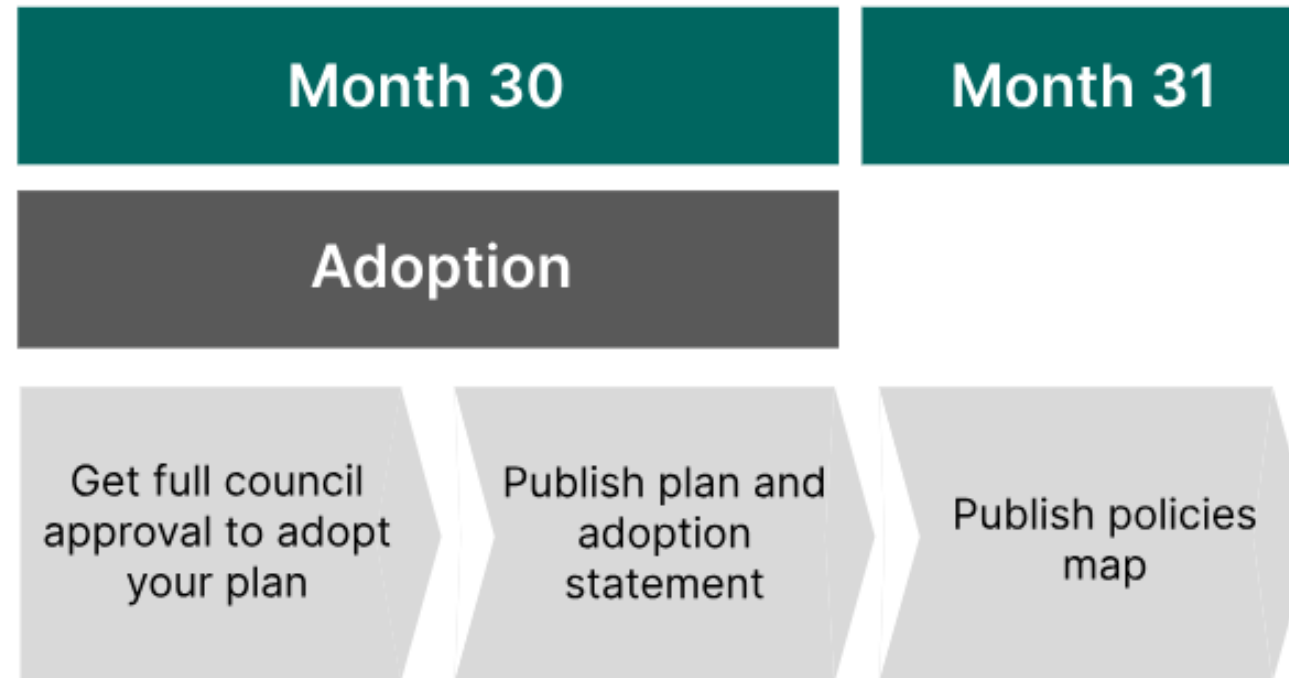 Month 30
Month 31
Adoption
Get full council
approval to adopt
your plan
Publish plan and
adoption
statement
Publish policies
map